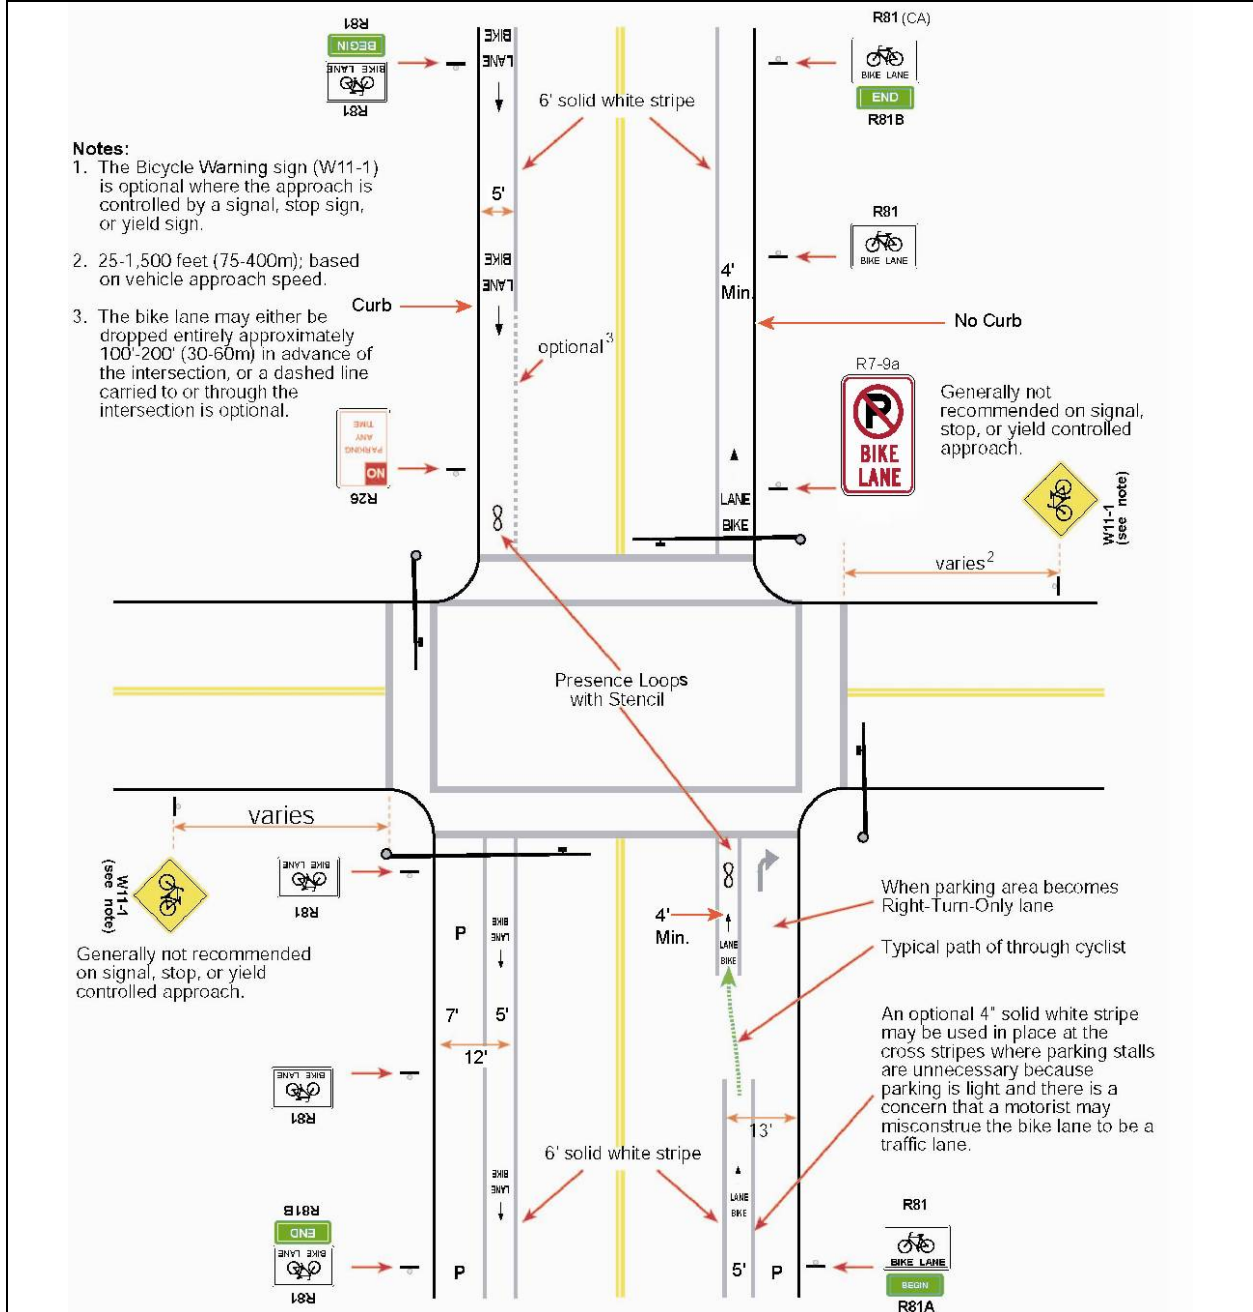 R81
BEGIN
BIKE LANE
R81
BIKE
LANE
6' solid white stripe
R81 (CA)
BIKE LANE
END
R81B
Notes:
1. The Bicycle Warning sign (W11-1)
is optional where the approach is
controlled by a signal, stop sign,
or yield sign.
2. 25-1,500 feet (75-400m); based
on vehicle approach speed.
3. The bike lane may either be
dropped entirely approximately
100'-200' (30-60m) in advance of
the intersection, or a dashed line
carried to or through the
intersection is optional.
5'
BIKE
LANE
Curb
optional3
4'
Min.
R81
BIKE LANE
No Curb
R7-9a
P
BIKE
LANE
Generally not
recommended on signal,
stop, or yield controlled
approach.
W11-1
(see note)
NO
PARKING
ANY
TIME
R26
LANE
BIKE
varies2
Presence Loops
with Stencil
varies
W11-1
(see note)
Generally not recommended
on signal, stop, or yield
controlled approach.
BIKE LANE
R81
P
BIKE
LANE
4'
Min.
LANE
BIKE
When parking area becomes
Right-Turn-Only lane
Typical path of through cyclist
An optional 4" solid white stripe
may be used in place at the
cross stripes where parking stalls
are unnecessary because
parking is light and there is a
concern that a motorist may
misconstrue the bike lane to be a
traffic lane.
7'
5'
12'
BIKE LANE
R81
13'
6' solid white stripe
BIKE
LANE
LANE
BIKE
R81B
END
BIKE LANE
R81
P
5'
P
R81
BIKE LANE
BEGIN
R81A